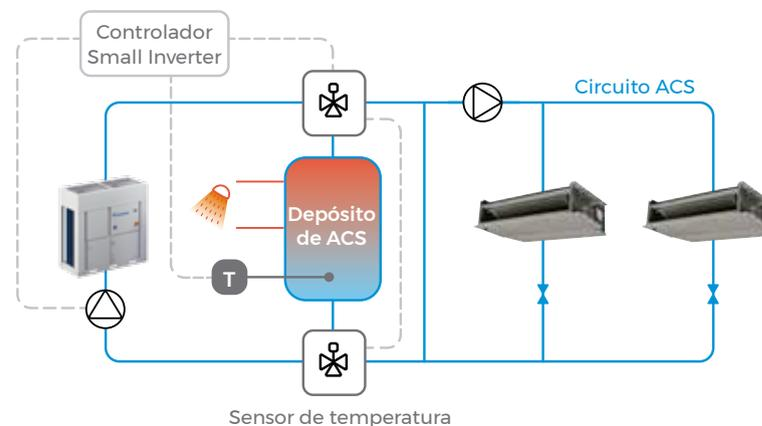 Controlador
Small Inverter
Circuito ACS
Depósito
de ACS
T
Sensor de temperatura